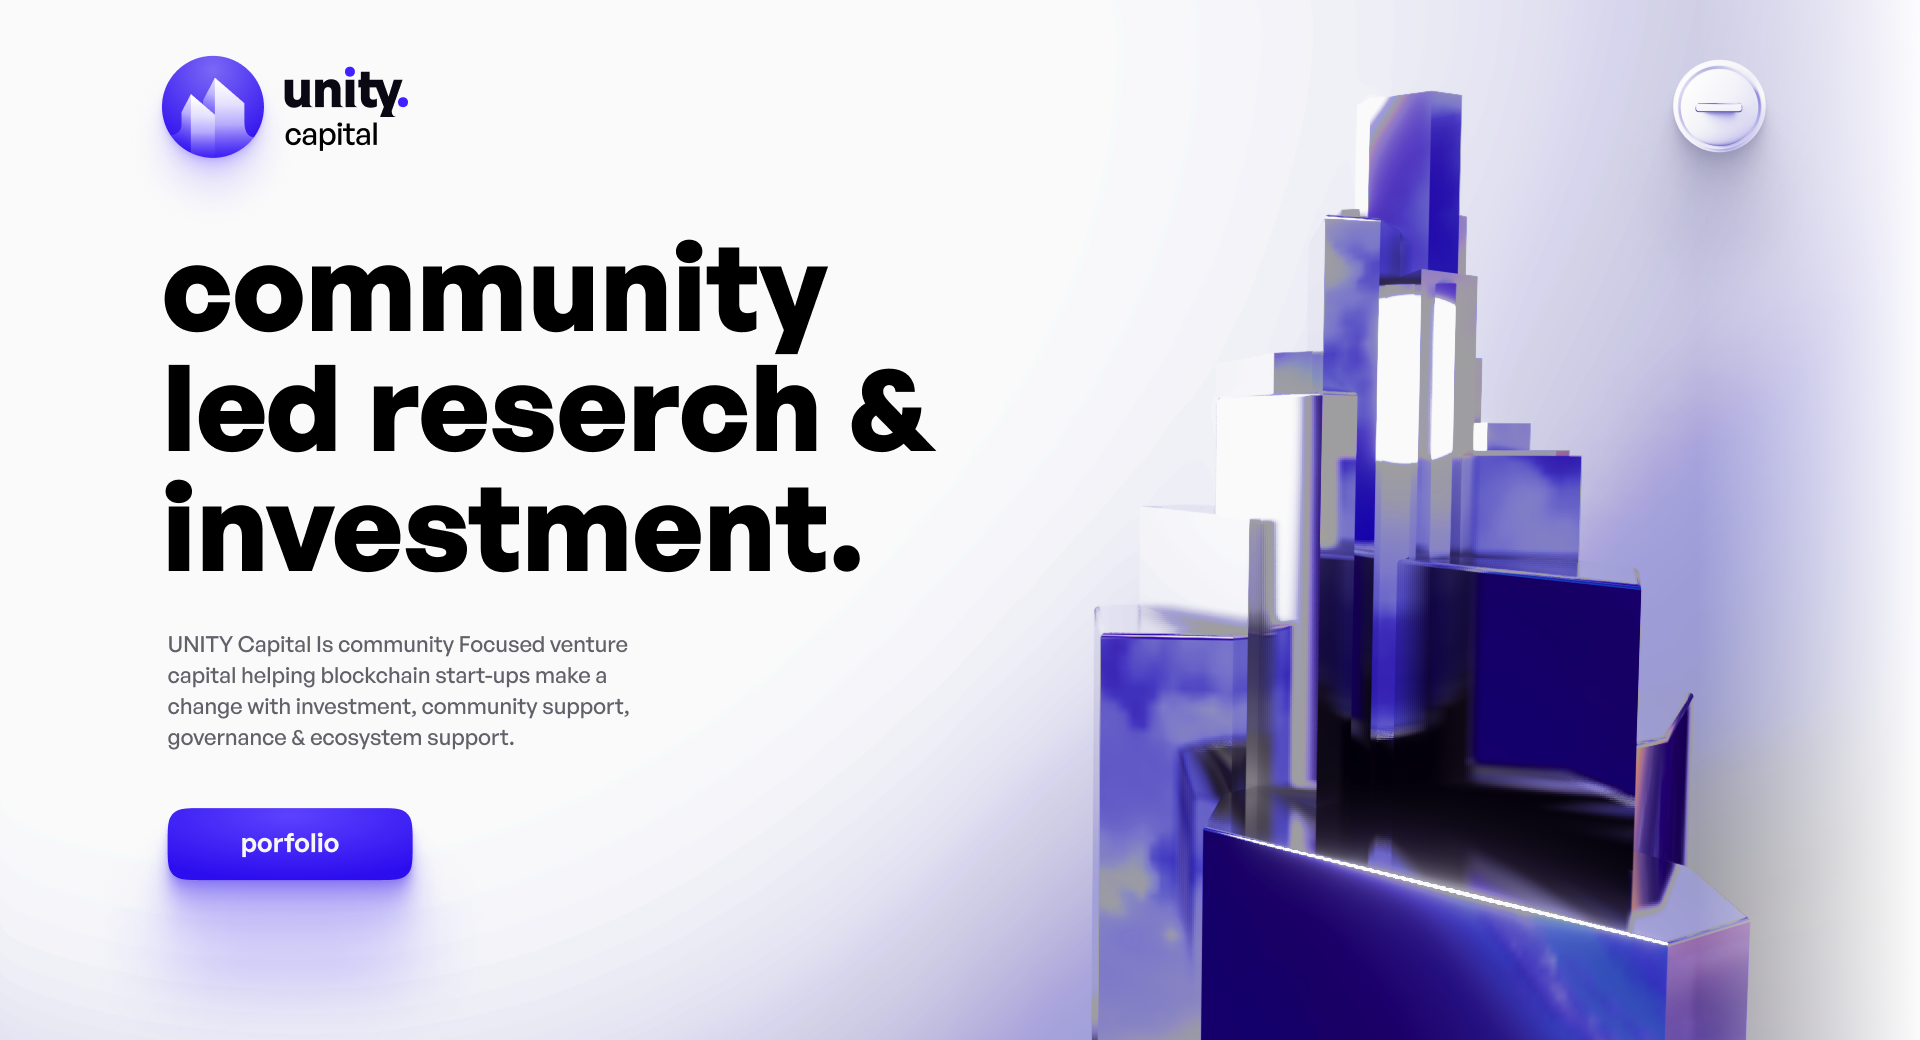 unity.
capital
community
led reserch &
investment.
UNITY Capital Is community Focused venture
capital helping blockchain start-ups make a
change with investment, community support,
governance & ecosystem support.
porfolio